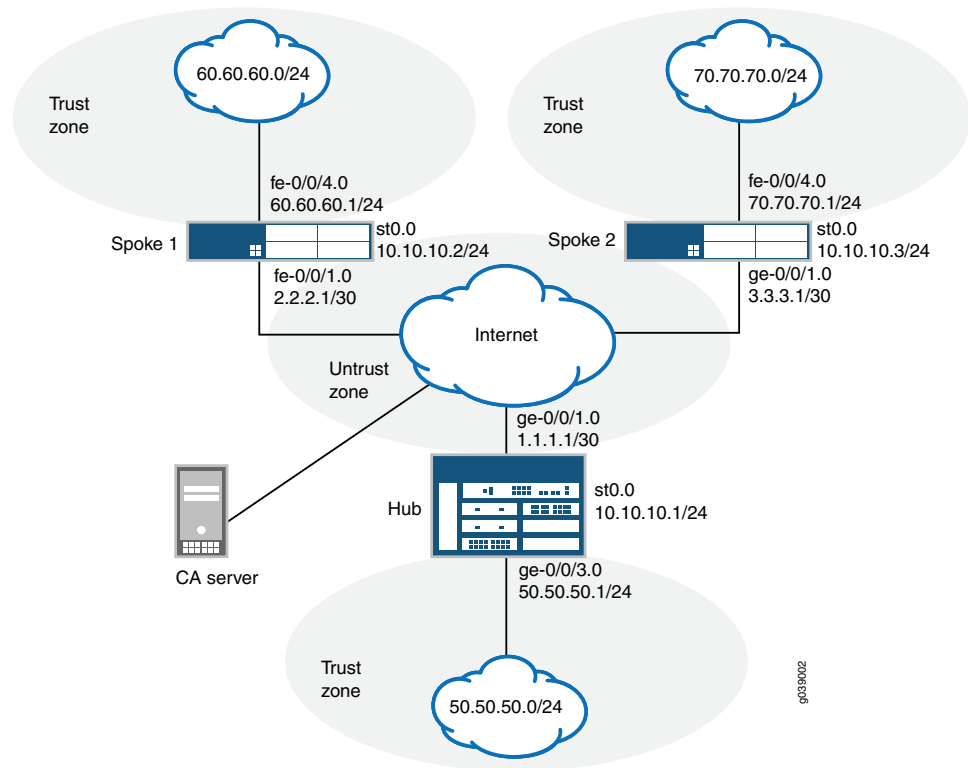 60.60.60.0/24
70.70.70.0/24
Trust
zone
Trust
zone
fe-0/0/4.0
60.60.60.1/24
fe-0/0/4.0
70.70.70.1/24
Spoke 1
st0.0
10.10.10.2/24
Spoke 2
st0.0
10.10.10.3/24
fe-0/0/1.0
2.2.2.1/30
ge-0/0/1.0
3.3.3.1/30
Internet
Untrust
zone
ge-0/0/1.0
1.1.1.1/30
Hub
st0.0
10.10.10.1/24
CA server
ge-0/0/3.0
50.50.50.1/24
Trust
zone
50.50.50.0/24
g039002